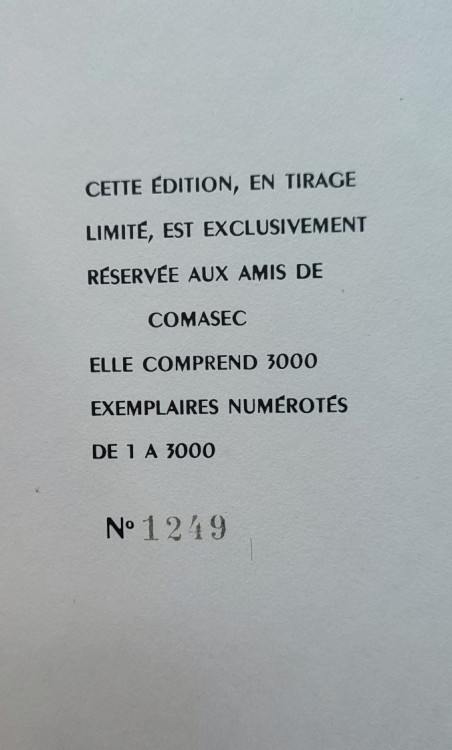 CETTE ÉDITION, EN TIRAGE
LIMITÉ, EST EXCLUSIVEMENT
RÉSERVÉE AUX AMIS DE
COMASEC
ELLE COMPREND 3000
EXEMPLAIRES NUMÉROTÉS
DE 1 A 3000
Nº 1249